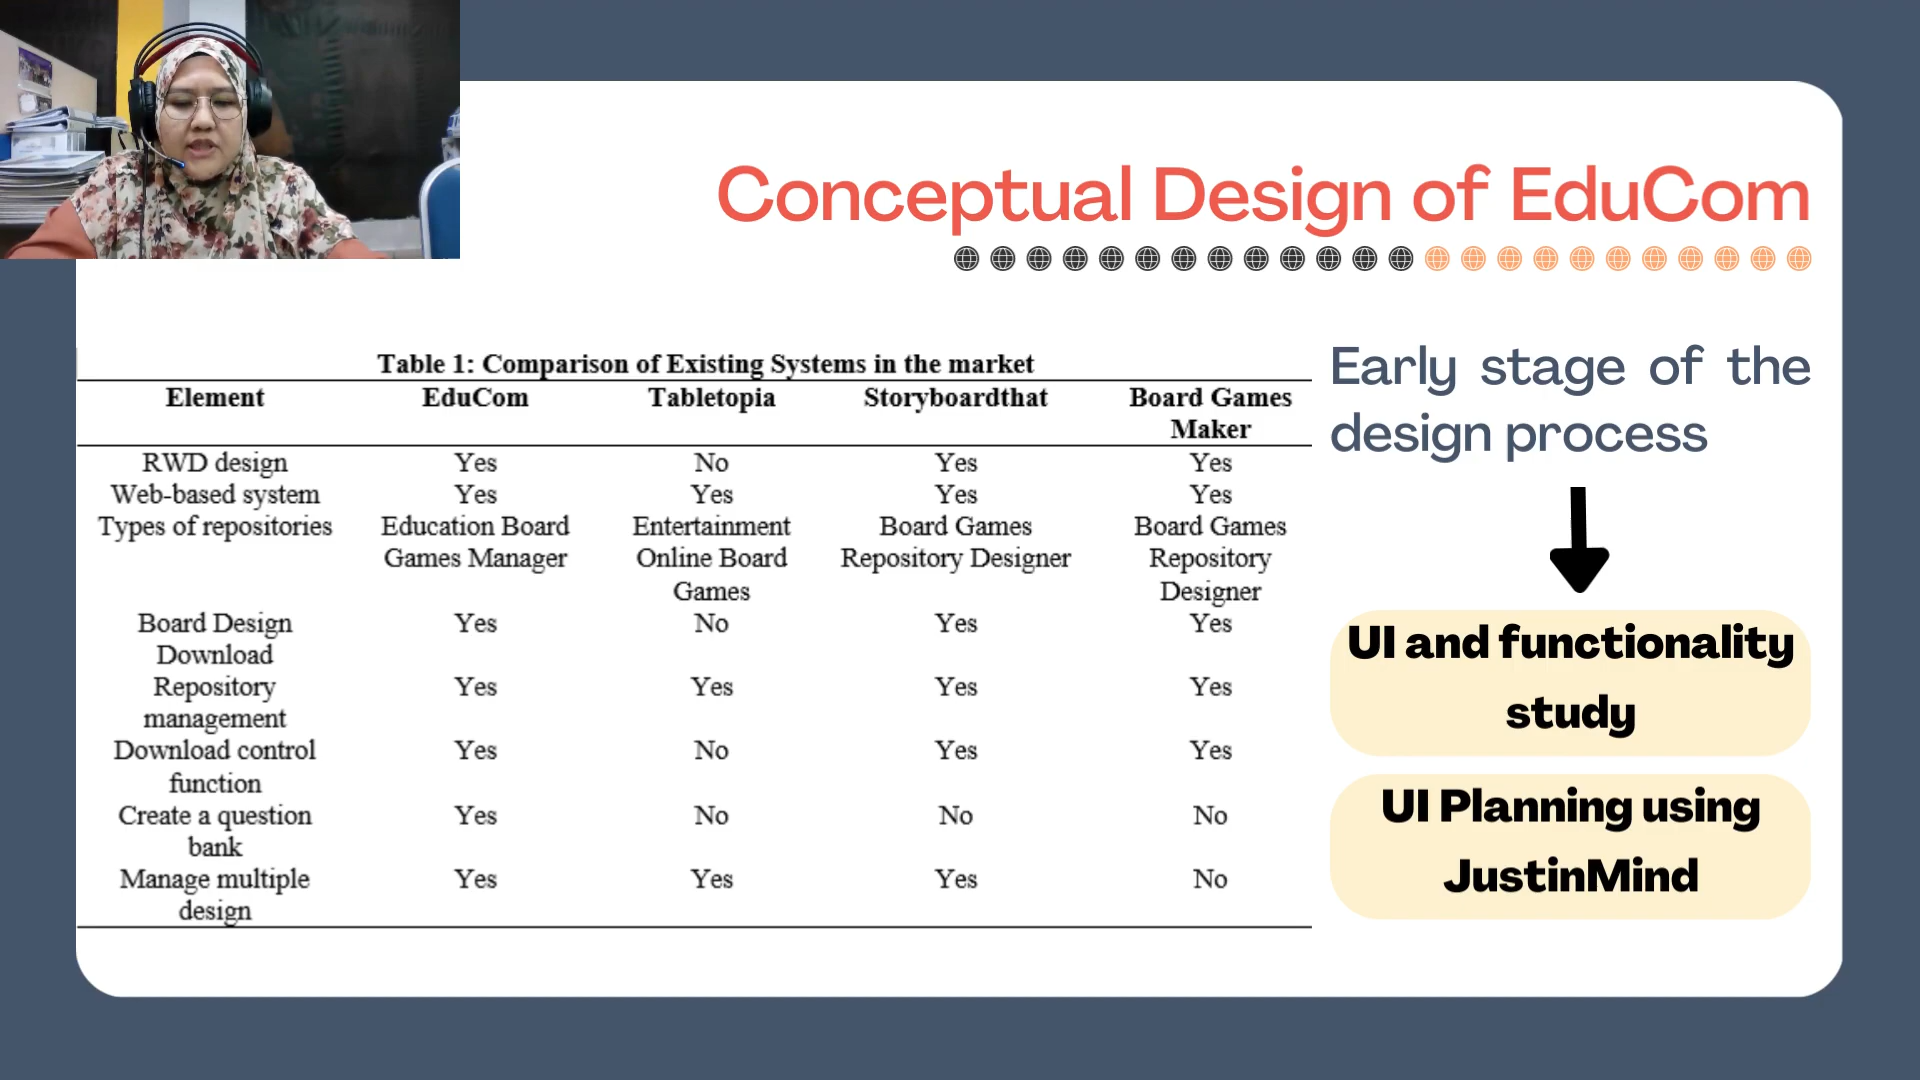 Conceptual Design of EduCom
Table 1: Comparison of Existing Systems in the market
Element EduCom Tabletopia Storyboardthat Board Games
Maker
RWD design Yes No Yes Yes
Web-based system Yes Yes Yes Yes
Types of repositories Education Board Entertainment Board Games Board Games
Games Manager Online Board Repository Designer Repository
Games Designer
Board Design Yes No Yes Yes
Download
Repository Yes Yes Yes Yes
management
Download control Yes No Yes Yes
function
Create a question Yes No No No
bank
Manage multiple Yes Yes Yes No
design
Early stage of the
design process
UI and functionality
study
UI Planning using
JustinMind